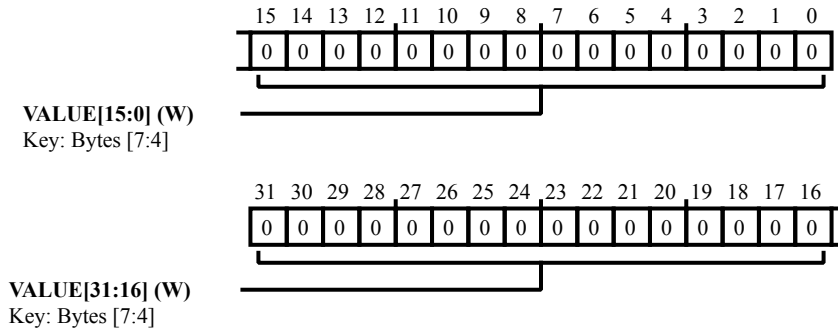 15 14 13 12 11 10 9 8 7 6 5 4 3 2 1 0
0 0 0 0 0 0 0 0 0 0 0 0 0 0 0 0
VALUE[15:0] (W)
Key: Bytes [7:4]
31 30 29 28 27 26 25 24 23 22 21 20 19 18 17 16
0 0 0 0 0 0 0 0 0 0 0 0 0 0 0 0
VALUE[31:16] (W)
Key: Bytes [7:4]